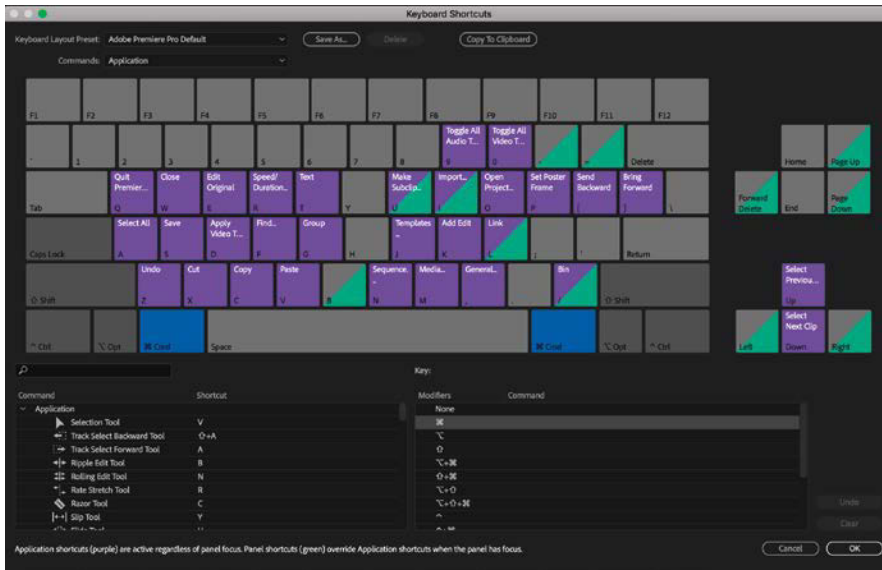 Keyboard Shortcuts
Keyboard Layout Preset: Adobe Premiere Pro Default
Save As...
Delete
Copy To Clipboard
Commands: Application
F1 F2 F3 F4 F5 F6 F7 F8 F9 F10 F11 F12
Toggle All Audio T... Toggle All Video T...
1 2 3 4 5 6 7 8 9 0 - = Delete
Home Page Up
Quit Premier... Close Edit Original Speed/ Duration... Text Make Subclip... Import... Open Project... Set Poster Frame Send Backward Bring Forward
Tab Q W E R T Y U I O P [ ] \
Forward Delete End Page Down
Select All Save Apply Video T... Find... Group Templates... Add Edit Link
Caps Lock A S D F G H J K L ; ' Return
Undo Cut Copy Paste Sequence... Media... General... Bin
⇧ Shift Z X C V B N M , . / ⇧ Shift
Select Previou... Up
^ Ctrl ⌥ Opt ⌘ Cmd Space ⌘ Cmd ⌥ Opt ^ Ctrl
Select Next Clip
Left Down Right
Key:
Command Shortcut
Modifiers Command
Application
None
Selection Tool V
⌘
Track Select Backward Tool ⇧+A
⌥
Track Select Forward Tool A
⇧
Ripple Edit Tool B
⌥+⌘
Rolling Edit Tool N
⇧+⌘
Rate Stretch Tool R
⌥+⇧
Razor Tool C
⌥+⇧+⌘
Slip Tool Y
^
Undo
Clear
Application shortcuts (purple) are active regardless of panel focus. Panel shortcuts (green) override Application shortcuts when the panel has focus.
Cancel
OK